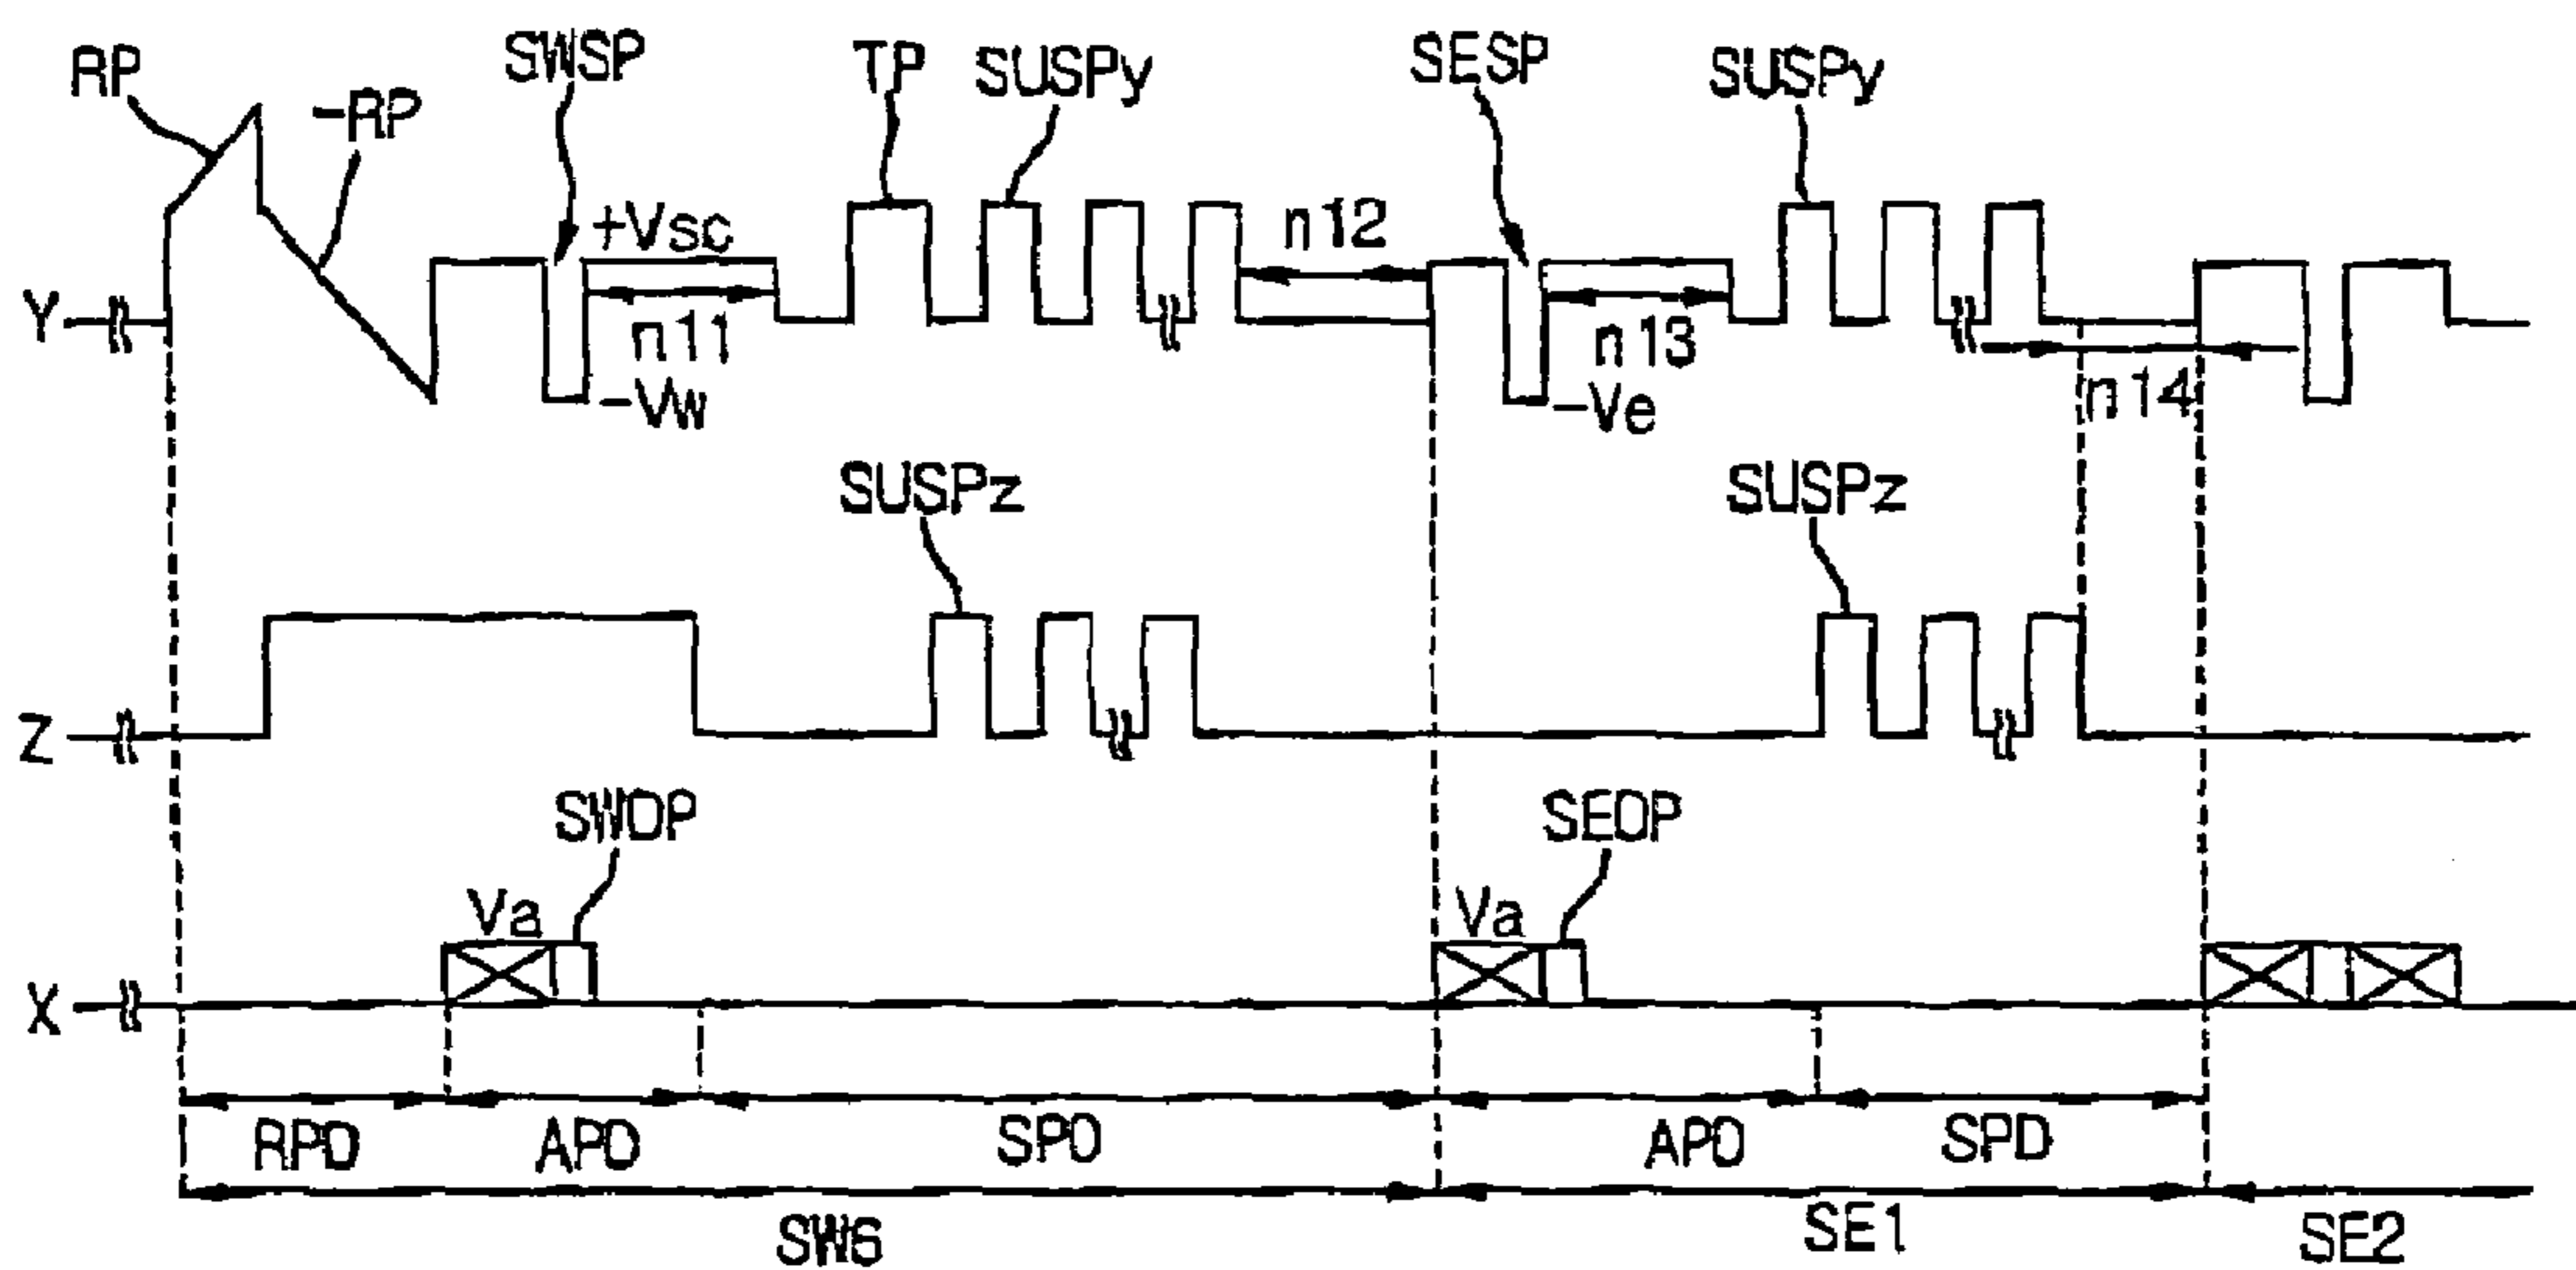 RP
-RP
SWSP
TP
SUSPy
SESP
SUSPy
+Vsc
n12
Y
n11
-Vw
n13
-Ve
n14
SUSPz
SUSPz
Z
SWDP
SEDP
Va
Va
X
RPD
APD
SPD
APD
SPD
SW6
SE1
SE2